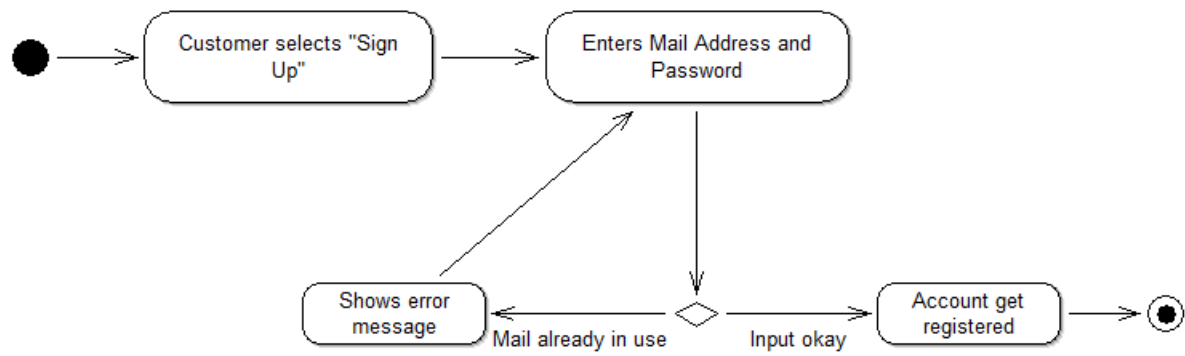 Customer selects "Sign
Up"
Enters Mail Address and
Password
Shows error
message
Mail already in use
Input okay
Account get
registered